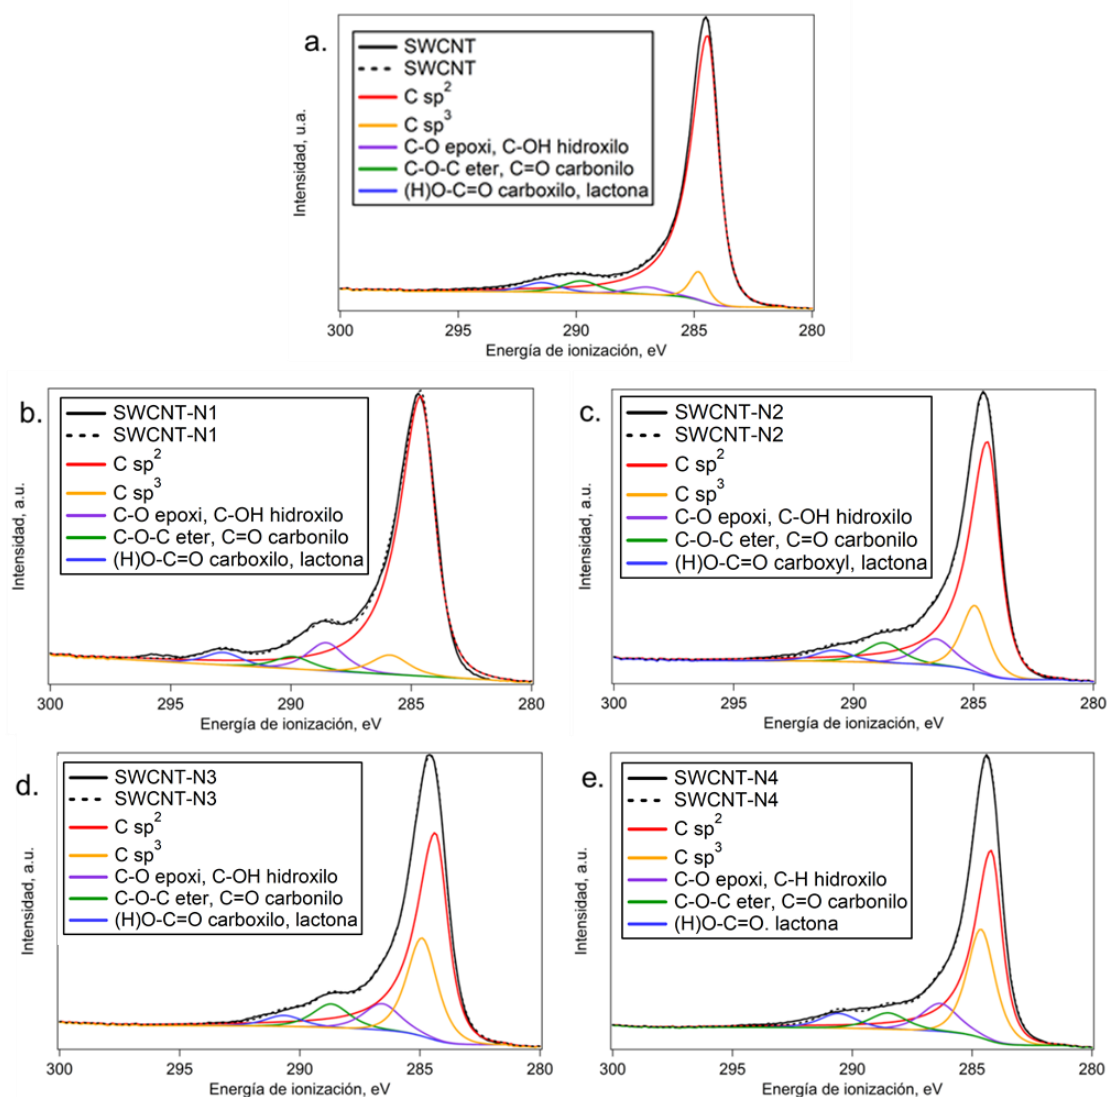 a.
SWCNT
SWCNT
C sp²
C sp³
C-O epoxi, C-OH hidroxilo
C-O-C eter, C=O carbonilo
(H)O-C=O carboxilo, lactona
Intensidad, u.a.
300 295 290 285 280
Energía de ionización, eV
b.
SWCNT-N1
SWCNT-N1
C sp²
C sp³
C-O epoxi, C-OH hidroxilo
C-O-C eter, C=O carbonilo
(H)O-C=O carboxilo, lactona
Intensidad, a.u.
300 295 290 285 280
Energía de ionización, eV
c.
SWCNT-N2
SWCNT-N2
C sp²
C sp³
C-O epoxi, C-OH hidroxilo
C-O-C eter, C=O carbonilo
(H)O-C=O carboxyl, lactona
Intensidad, a.u.
300 295 290 285 280
Energía de ionización, eV
d.
SWCNT-N3
SWCNT-N3
C sp²
C sp³
C-O epoxi, C-OH hidroxilo
C-O-C eter, C=O carbonilo
(H)O-C=O carboxilo, lactona
Intensidad, a.u.
300 295 290 285 280
Energía de ionización, eV
e.
SWCNT-N4
SWCNT-N4
C sp²
C sp³
C-O epoxi, C-H hidroxilo
C-O-C eter, C=O carbonilo
(H)O-C=O. lactona
Intensidad, a.u.
300 295 290 285 280
Energía de ionización, eV